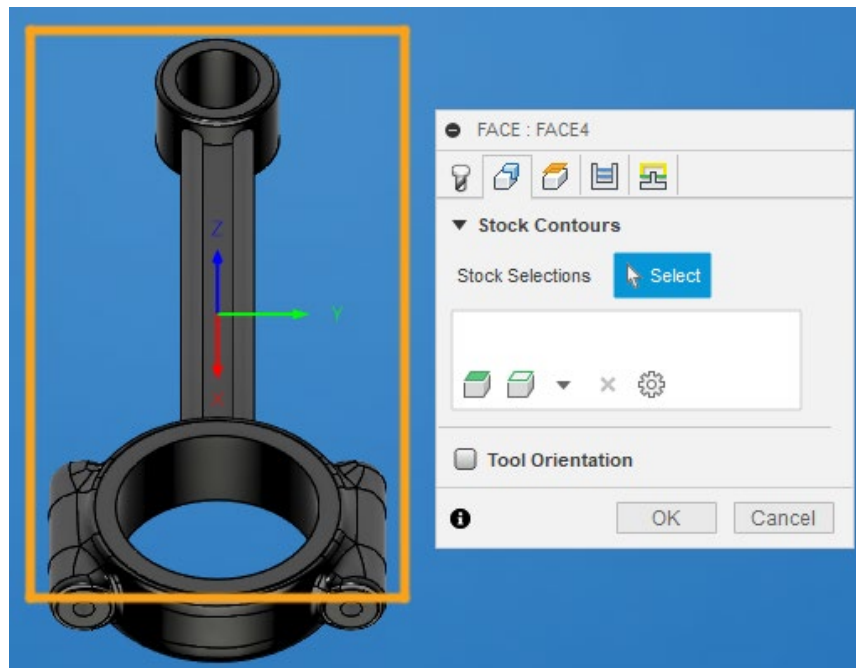 FACE : FACE4
Stock Contours
Stock Selections Select
Z
Y
X
Tool Orientation
OK Cancel